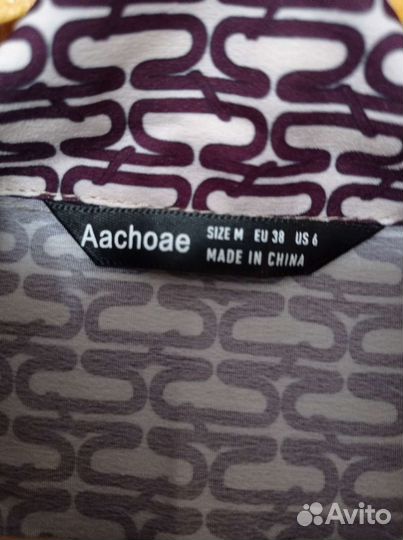 Aachoae
SIZE M EU 38 US 6
MADE IN CHINA
Avito